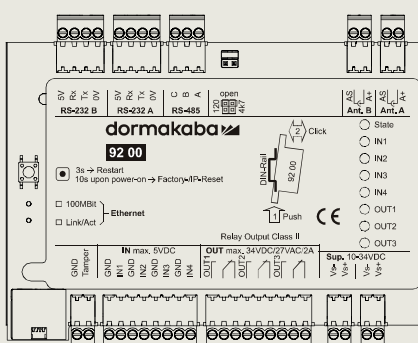 5V Rx Tx 0V 5V Rx Tx 0V C B A open AS A+ AS A+
RS-232 B RS-232 A RS-485 120 4k7 Ant. B Ant. A
dormakaba
92 00
3s → Restart
10s upon power-on → Factory-/IP-Reset
100MBit
Link/Act
Ethernet
DIN-Rail
92 00
2 Click
1 Push
CE
State
IN1
IN2
IN3
IN4
OUT1
OUT2
OUT3
Relay Output Class II
IN max. 5VDC OUT max. 34VDC/27VAC/2A Sup. 10-34VDC
GND Tamper GND IN1 GND IN2 GND IN3 GND IN4 OUT1 OUT2 OUT3 Vs- Vs+ Vs- Vs+